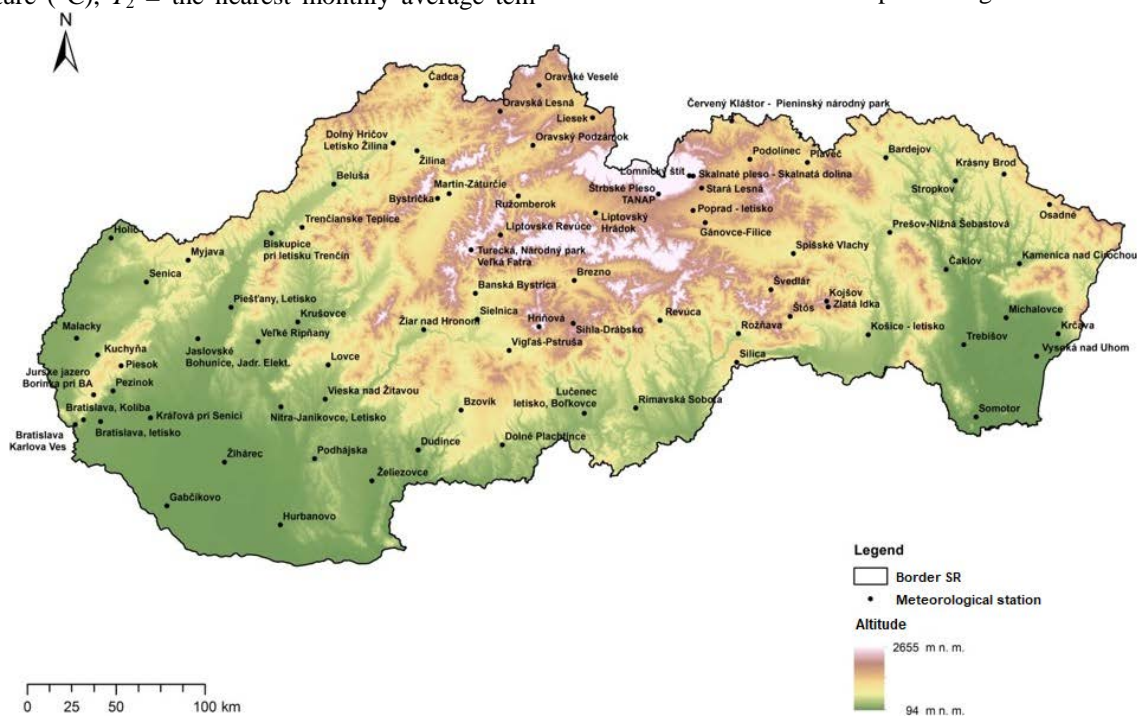 ture (°C), T₂ – the nearest monthly average tem-
N
Čadca
Oravské Veselé
Oravská Lesná
Liesek
Červený Kláštor - Pieninský národný park
Dolný Hričov
Letisko Žilina
Oravský Podzámok
Žilina
Podolínec
Plaveč
Bardejov
Krásny Brod
Beluša
Martin-Záturčie
Bystrička
Ružomberok
Lomnický štít
Skalnaté pleso - Skalnatá dolina
Štrbské Pleso
TANAP
Stará Lesná
Stropkov
Osadné
Trenčianske Teplice
Liptovský
Hrádok
Poprad - letisko
Holíč
Biskupice
pri letisku Trenčín
Liptovské Revúce
Gánovce-Filice
Prešov-Nižná Šebastová
Myjava
Turecká, Národný park
Veľká Fatra
Spišské Vlachy
Kamenica nad Cirochou
Čaklov
Senica
Banská Bystrica
Brezno
Švedlár
Piešťany, Letisko
Kojšov
Zlatá Idka
Krušovce
Sielnica
Žiar nad Hronom
Hriňová
Sihla-Drábsko
Revúca
Štós
Michalovce
Malacky
Veľké Ripňany
Rožňava
Košice - letisko
Krčava
Kuchyňa
Jaslovské
Bohunice, Jadr. Elekt.
Vígľaš-Pstruša
Trebišov
Vysoká nad Uhom
Piesok
Lovce
Silica
Jurské jazero
Borinka pri BA
Pezinok
Vieska nad Žitavou
Lučenec
letisko, Boľkovce
Rimavská Sobota
Bratislava, Koliba
Kráľová pri Senici
Nitra-Janíkovce, Letisko
Bzovík
Somotor
Bratislava
Karlova Ves
Bratislava, letisko
Dudince
Dolné Plachtince
Žihárec
Podhájska
Želiezovce
Gabčíkovo
Hurbanovo
Legend
Border SR
Meteorological station
Altitude
2655 m n. m.
94 m n. m.
0 25 50 100 km